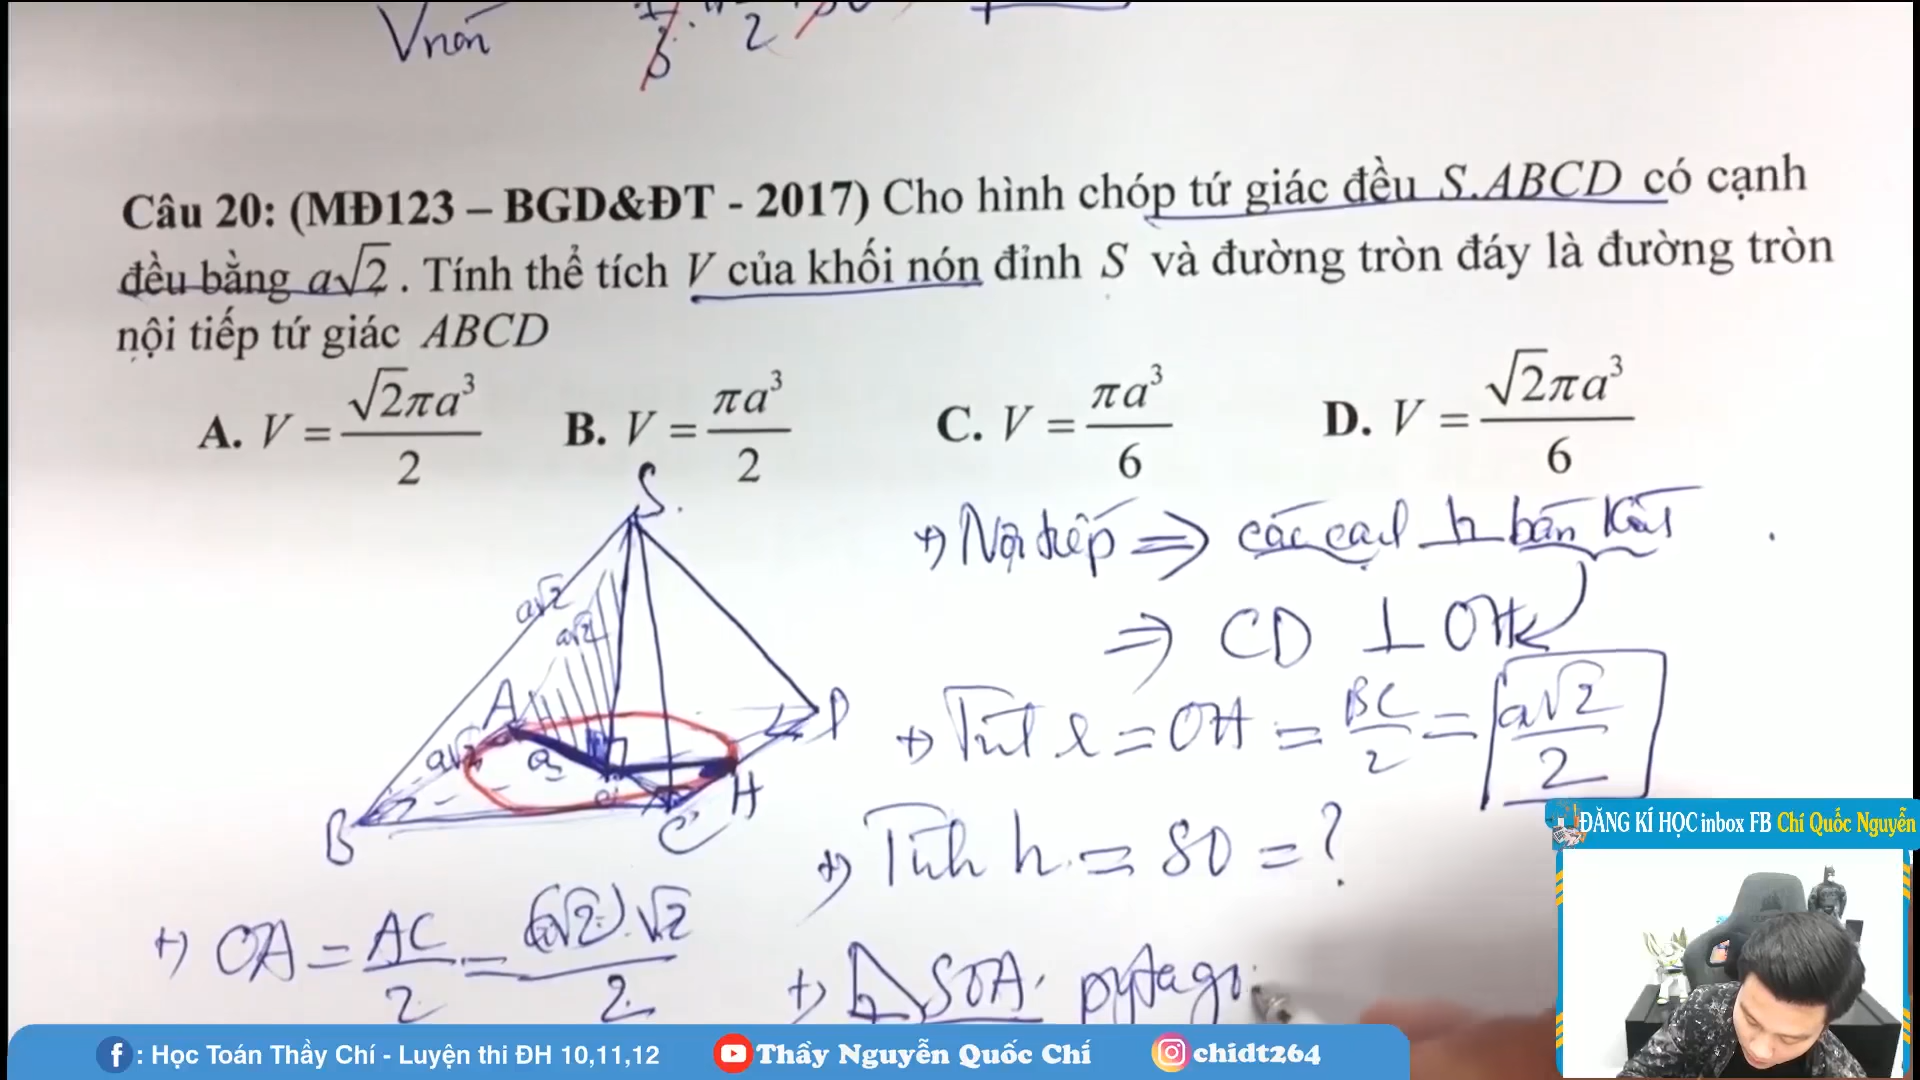 Vnón
2
Câu 20: (MĐ123 – BGD&ĐT - 2017) Cho hình chóp tứ giác đều S.ABCD có cạnh
đều bằng a√2. Tính thể tích V của khối nón đỉnh S và đường tròn đáy là đường tròn
nội tiếp tứ giác ABCD
A. V = √2πa³/2 B. V = πa³/2 C. V = πa³/6 D. V = √2πa³/6
S
a√2
a√2
A
D
a√2
a
B
C
H
+) Nội tiếp ⇒ các cạnh ⊥ bán kính
⇒ CD ⊥ OH
+) Tính r = OH = BC/2 = a√2/2
+) Tính h = SO = ?
+) OA = AC/2 = (a√2).√2/2
+) SOA: pytago
ĐĂNG KÍ HỌC inbox FB Chí Quốc Nguyễn
: Học Toán Thầy Chí - Luyện thi ĐH 10,11,12
Thầy Nguyễn Quốc Chí
chidt264